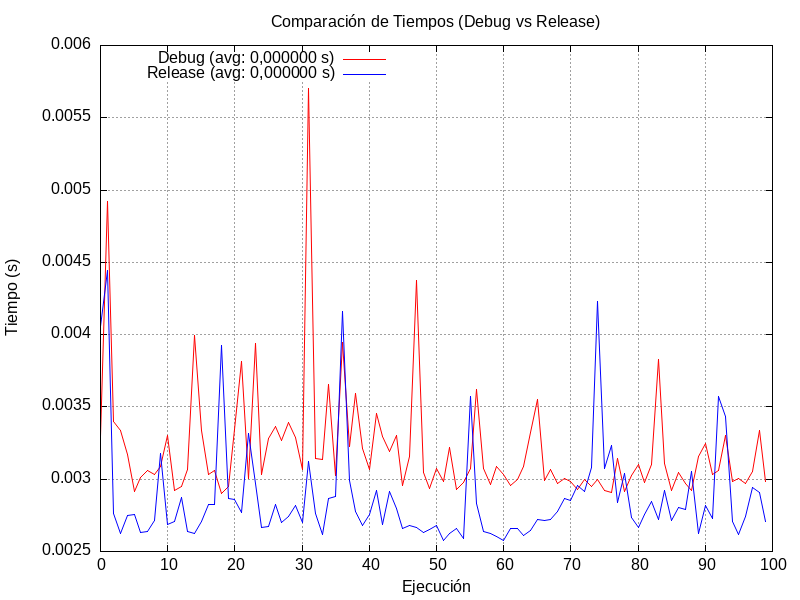 Comparación de Tiempos (Debug vs Release)
0.006
Debug (avg: 0,000000 s)
Release (avg: 0,000000 s)
0.0055
0.005
0.0045
Tiempo (s)
0.004
0.0035
0.003
0.0025
0 10 20 30 40 50 60 70 80 90 100
Ejecución